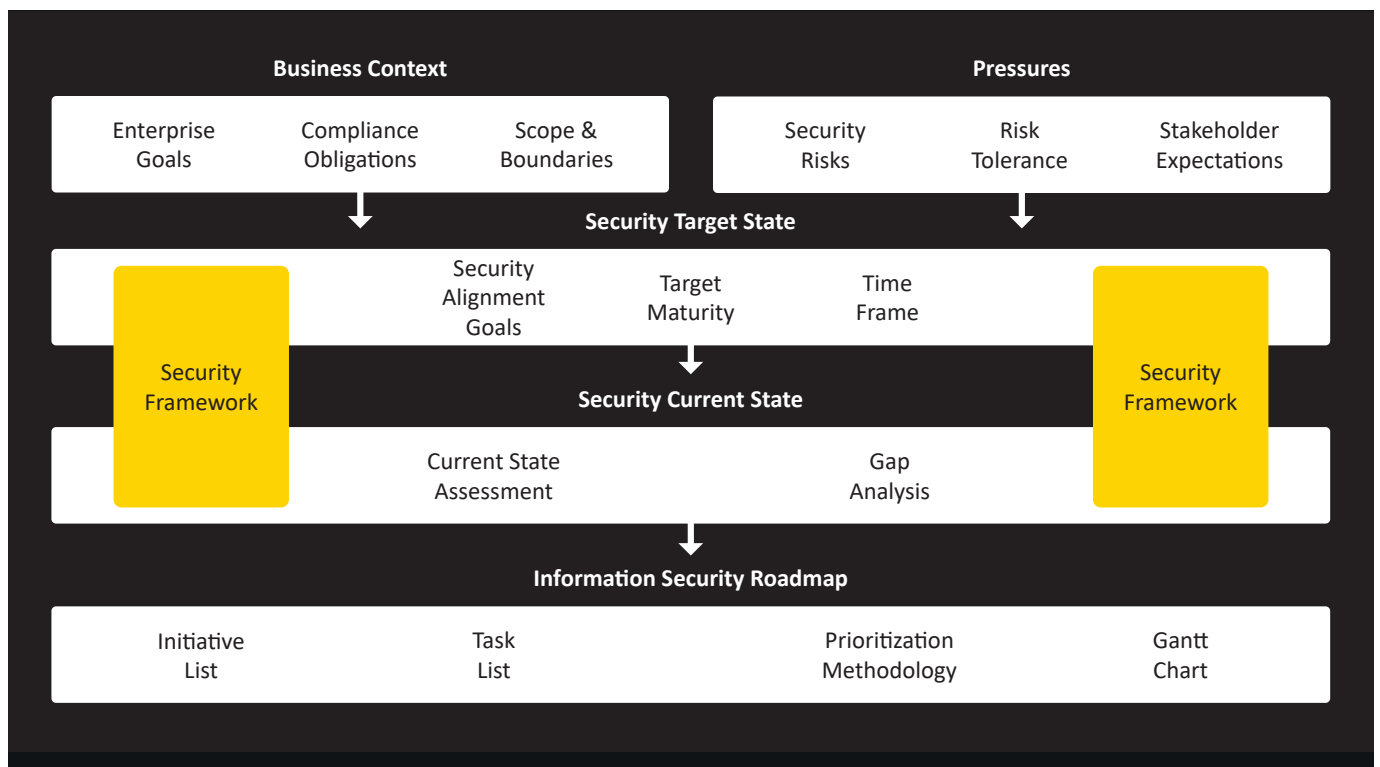 Business Context
Pressures
Enterprise
Goals
Compliance
Obligations
Scope &
Boundaries
Security
Risks
Risk
Tolerance
Stakeholder
Expectations
Security Target State
Security
Alignment
Goals
Target
Maturity
Time
Frame
Security
Framework
Security
Framework
Security Current State
Current State
Assessment
Gap
Analysis
Information Security Roadmap
Initiative
List
Task
List
Prioritization
Methodology
Gantt
Chart